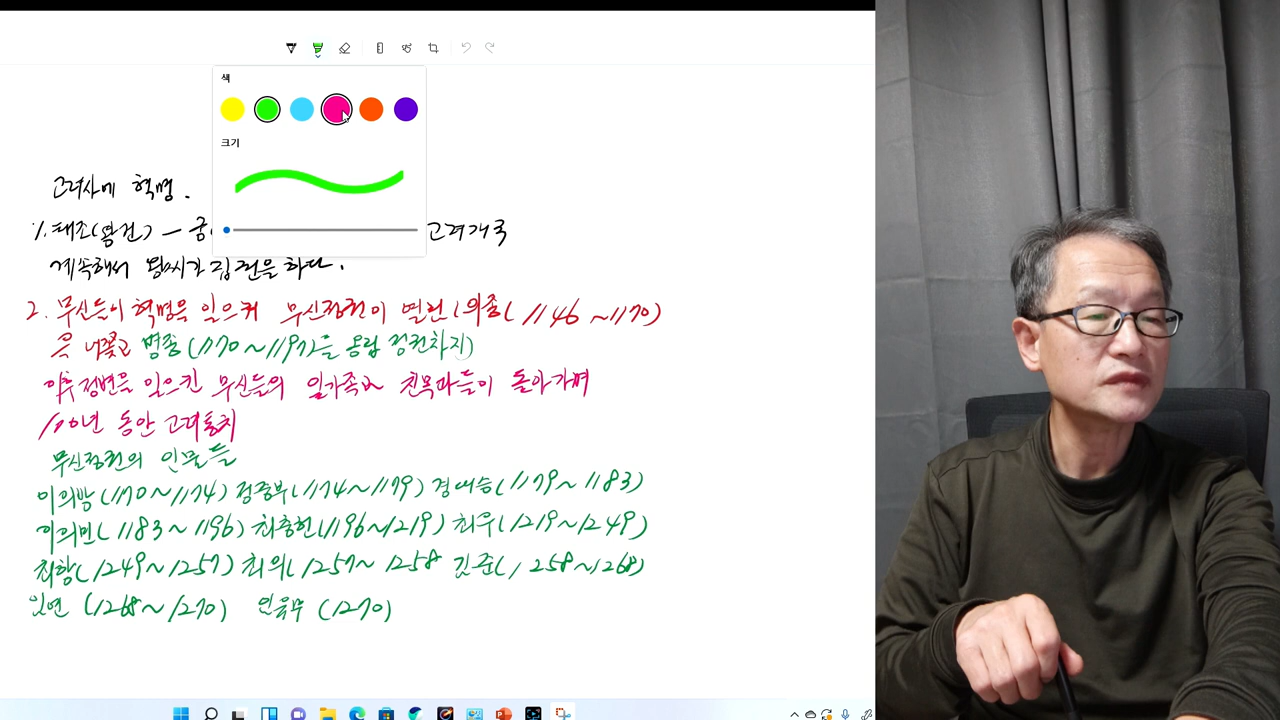 색
크기
고려사에 혁명.
1. 태조(왕건) — 궁 고려개국
계속해서 왕씨가 집권을 하다.
2. 무신들이 혁명을 일으켜 무신정권이 열린(의종(1146~1170)
을 내쫓고 명종(1170~1197)을 옹립 정권차지)
이후 정변을 일으킨 무신들의 일가족과 친목과들이 돌아가며
100년 동안 고려통치
무신정권의 인물들
이의방(1170~1174) 정중부(1174~1179) 경대승(1179~1183)
이의민(1183~1196) 최충헌(1196~1219) 최우(1219~1249)
최항(1249~1257) 최의(1257~1258 김준(1258~1268)
임연 (1268~1270) 임유무 (1270)